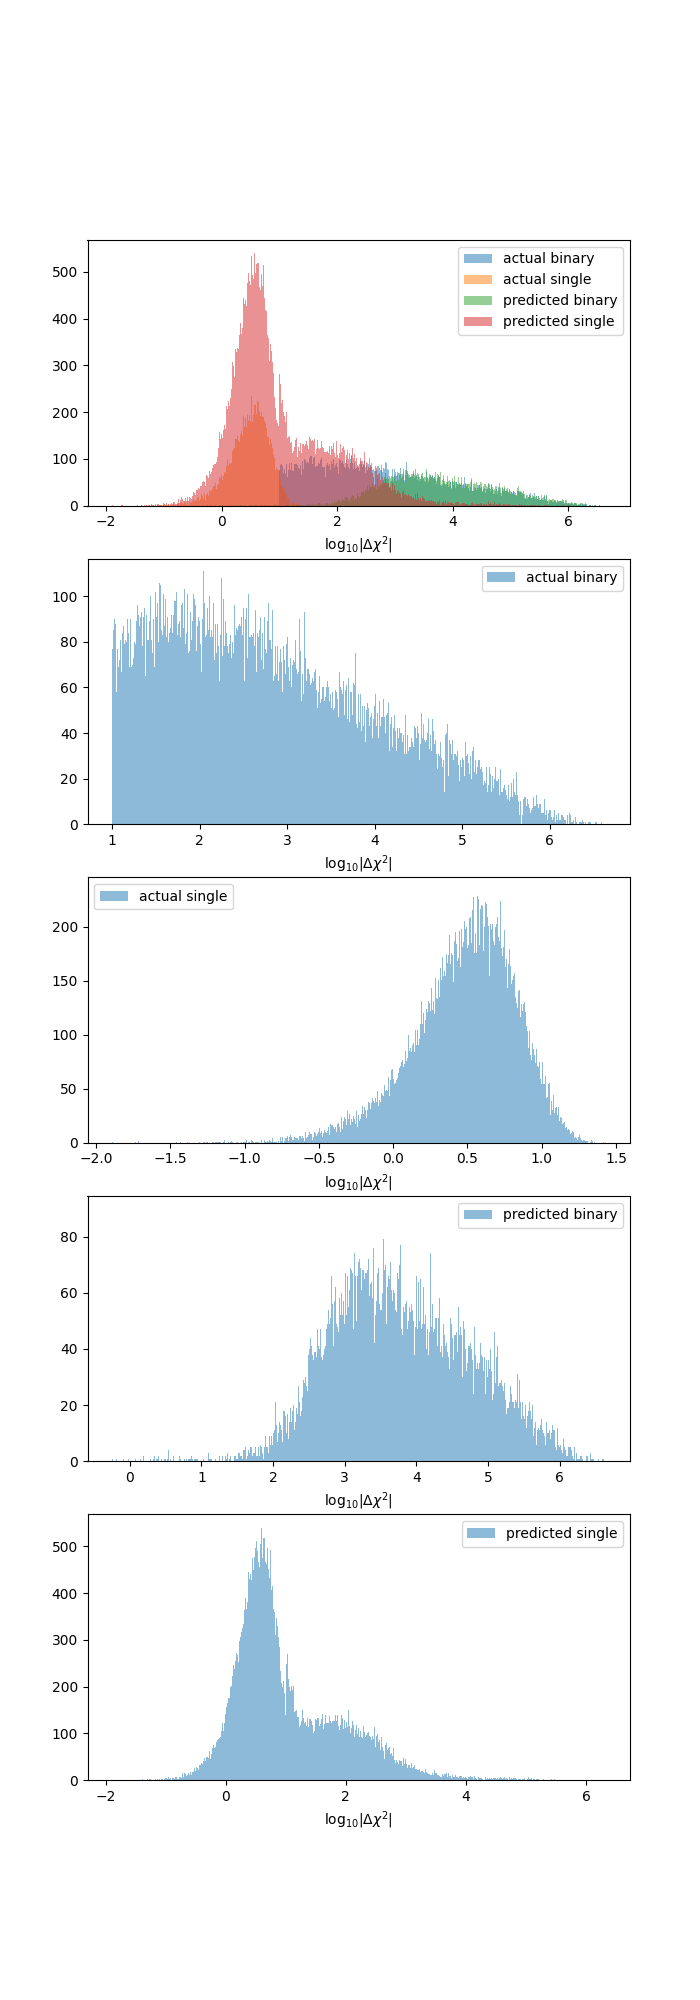 500
400
300
200
100
0
actual binary
actual single
predicted binary
predicted single
−2 0 2 4 6
log₁₀|Δχ²|
100
80
60
40
20
0
actual binary
1 2 3 4 5 6
log₁₀|Δχ²|
200
150
100
50
0
actual single
−2.0 −1.5 −1.0 −0.5 0.0 0.5 1.0 1.5
log₁₀|Δχ²|
80
60
40
20
0
predicted binary
0 1 2 3 4 5 6
log₁₀|Δχ²|
500
400
300
200
100
0
predicted single
−2 0 2 4 6
log₁₀|Δχ²|